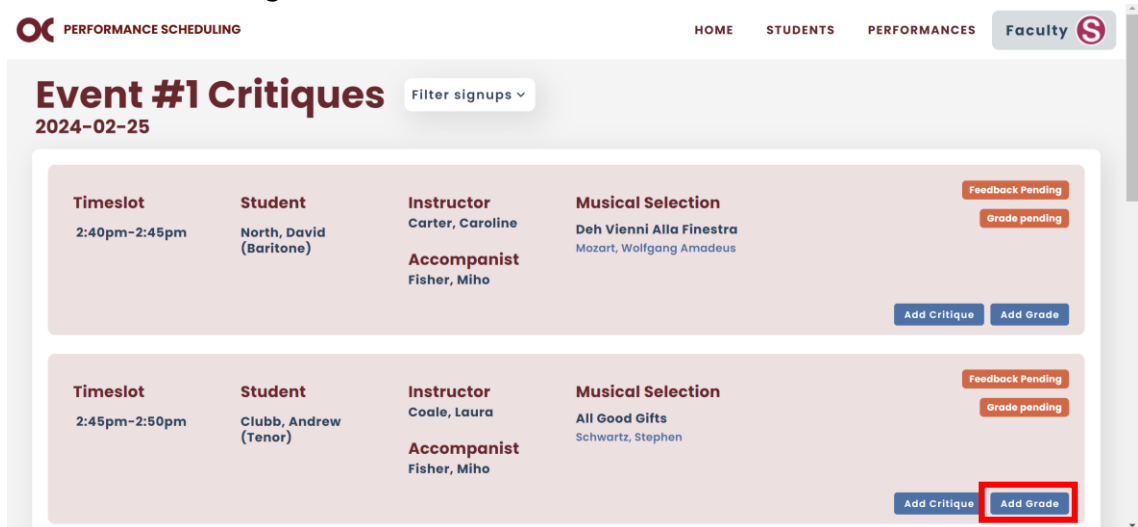 OC PERFORMANCE SCHEDULING
HOME STUDENTS PERFORMANCES Faculty S
Event #1 Critiques Filter signups
2024-02-25
Feedback Pending
Timeslot Student Instructor Musical Selection
Grade pending
2:40pm-2:45pm North, David Carter, Caroline Deh Vienni Alla Finestra
(Baritone) Mozart, Wolfgang Amadeus
Accompanist
Fisher, Miho
Add Critique Add Grade
Feedback Pending
Timeslot Student Instructor Musical Selection
Grade pending
2:45pm-2:50pm Clubb, Andrew Coale, Laura All Good Gifts
(Tenor) Schwartz, Stephen
Accompanist
Fisher, Miho
Add Critique Add Grade